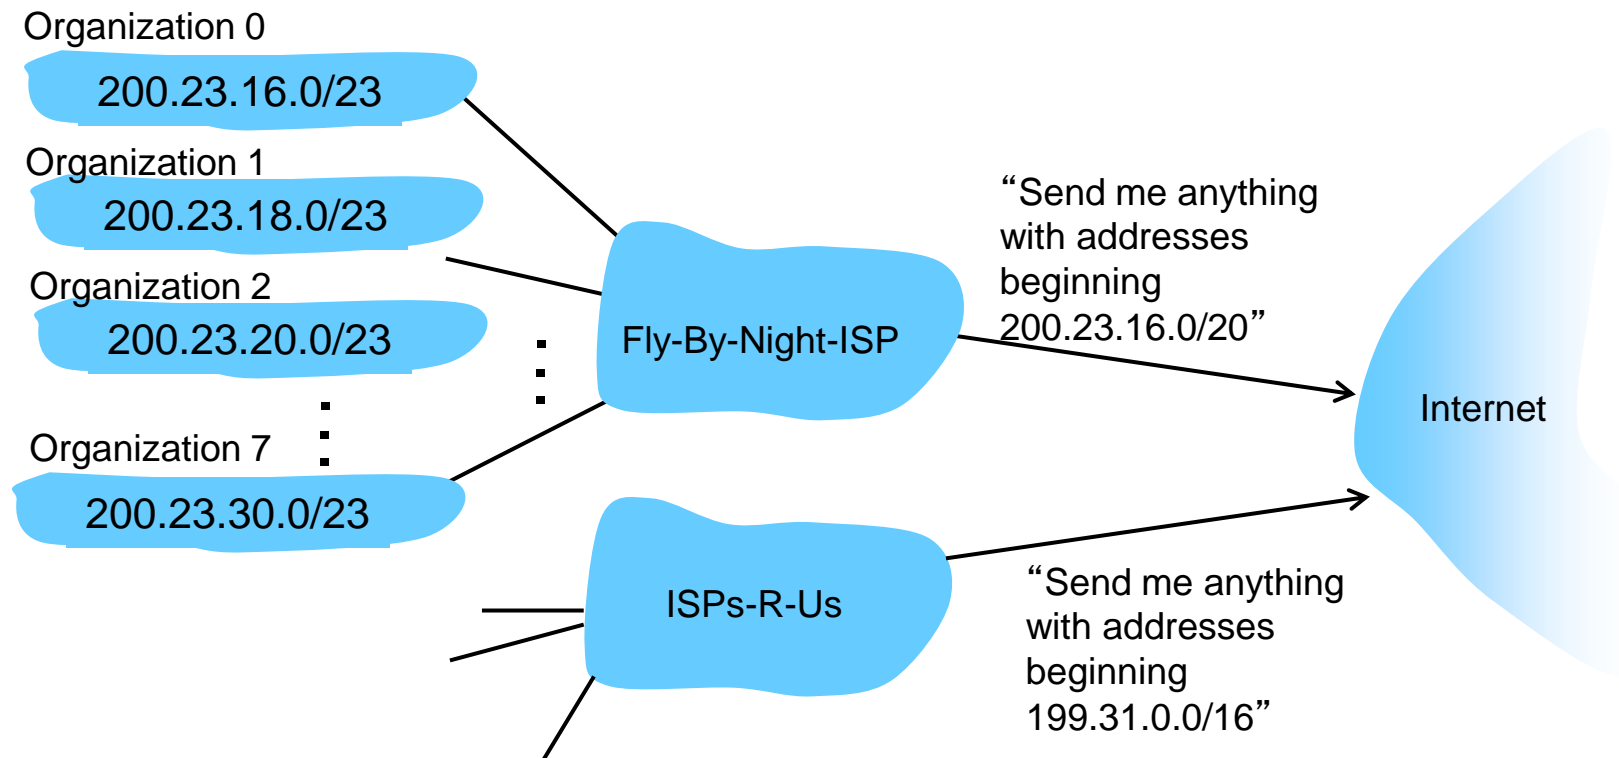 Organization 0
200.23.16.0/23
Organization 1
200.23.18.0/23
Organization 2
200.23.20.0/23
Organization 7
200.23.30.0/23
Fly-By-Night-ISP
“Send me anything
with addresses
beginning
200.23.16.0/20”
Internet
ISPs-R-Us
“Send me anything
with addresses
beginning
199.31.0.0/16”